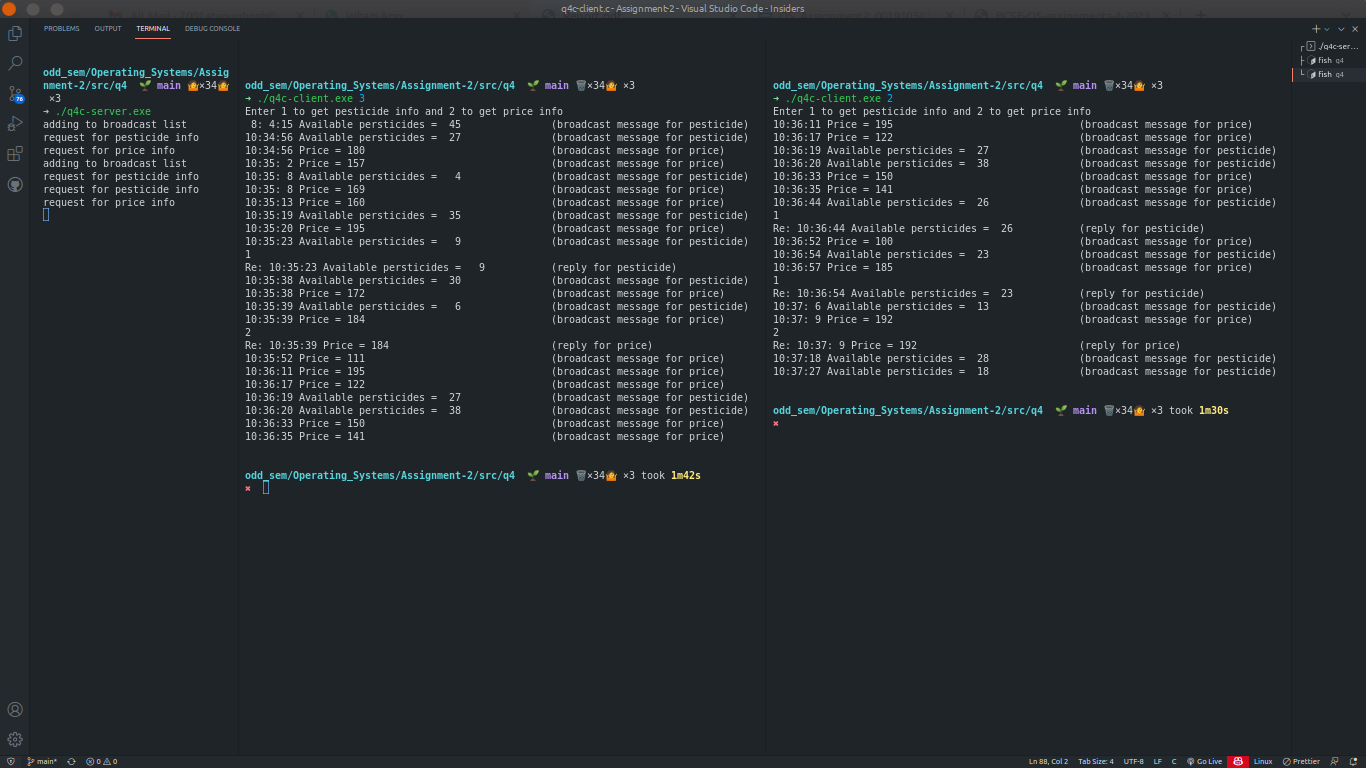 q4c-client.c - Assignment-2 - Visual Studio Code - Insiders
PROBLEMS OUTPUT TERMINAL DEBUG CONSOLE
odd_sem/Operating_Systems/Assig
nment-2/src/q4 main ×34
×3
➜ ./q4c-server.exe
adding to broadcast list
request for pesticide info
request for price info
adding to broadcast list
request for pesticide info
request for pesticide info
request for price info
odd_sem/Operating_Systems/Assignment-2/src/q4 main ×34 ×3
➜ ./q4c-client.exe 3
Enter 1 to get pesticide info and 2 to get price info
8: 4:15 Available persticides = 45 (broadcast message for pesticide)
10:34:56 Available persticides = 27 (broadcast message for pesticide)
10:34:56 Price = 180 (broadcast message for price)
10:35: 2 Price = 157 (broadcast message for price)
10:35: 8 Available persticides = 4 (broadcast message for pesticide)
10:35: 8 Price = 169 (broadcast message for price)
10:35:13 Price = 160 (broadcast message for price)
10:35:19 Available persticides = 35 (broadcast message for pesticide)
10:35:20 Price = 195 (broadcast message for price)
10:35:23 Available persticides = 9 (broadcast message for pesticide)
1
Re: 10:35:23 Available persticides = 9 (reply for pesticide)
10:35:38 Available persticides = 30 (broadcast message for pesticide)
10:35:38 Price = 172 (broadcast message for price)
10:35:39 Available persticides = 6 (broadcast message for pesticide)
10:35:39 Price = 184 (broadcast message for price)
2
Re: 10:35:39 Price = 184 (reply for price)
10:35:52 Price = 111 (broadcast message for price)
10:36:11 Price = 195 (broadcast message for price)
10:36:17 Price = 122 (broadcast message for price)
10:36:19 Available persticides = 27 (broadcast message for pesticide)
10:36:20 Available persticides = 38 (broadcast message for pesticide)
10:36:33 Price = 150 (broadcast message for price)
10:36:35 Price = 141 (broadcast message for price)
odd_sem/Operating_Systems/Assignment-2/src/q4 main ×34 ×3 took 1m42s
✖
odd_sem/Operating_Systems/Assignment-2/src/q4 main ×34 ×3
➜ ./q4c-client.exe 2
Enter 1 to get pesticide info and 2 to get price info
10:36:11 Price = 195 (broadcast message for price)
10:36:17 Price = 122 (broadcast message for price)
10:36:19 Available persticides = 27 (broadcast message for pesticide)
10:36:20 Available persticides = 38 (broadcast message for pesticide)
10:36:33 Price = 150 (broadcast message for price)
10:36:35 Price = 141 (broadcast message for price)
10:36:44 Available persticides = 26 (broadcast message for pesticide)
1
Re: 10:36:44 Available persticides = 26 (reply for pesticide)
10:36:52 Price = 100 (broadcast message for price)
10:36:54 Available persticides = 23 (broadcast message for pesticide)
10:36:57 Price = 185 (broadcast message for price)
1
Re: 10:36:54 Available persticides = 23 (reply for pesticide)
10:37: 6 Available persticides = 13 (broadcast message for pesticide)
10:37: 9 Price = 192 (broadcast message for price)
2
Re: 10:37: 9 Price = 192 (reply for price)
10:37:18 Available persticides = 28 (broadcast message for pesticide)
10:37:27 Available persticides = 18 (broadcast message for pesticide)
odd_sem/Operating_Systems/Assignment-2/src/q4 main ×34 ×3 took 1m30s
✖
./q4c-ser...
fish q4
fish q4
76
main* 0 0
Ln 88, Col 2 Tab Size: 4 UTF-8 LF C Go Live Linux Prettier